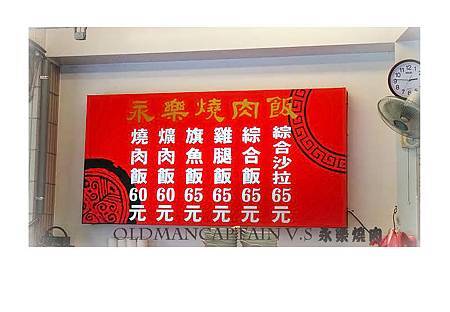 永樂燒肉飯
燒肉飯60元
爌肉飯60元
旗魚飯65元
雞腿飯65元
綜合飯65元
綜合沙拉65元
OLDMANCAPTAIN V.S 永樂燒肉